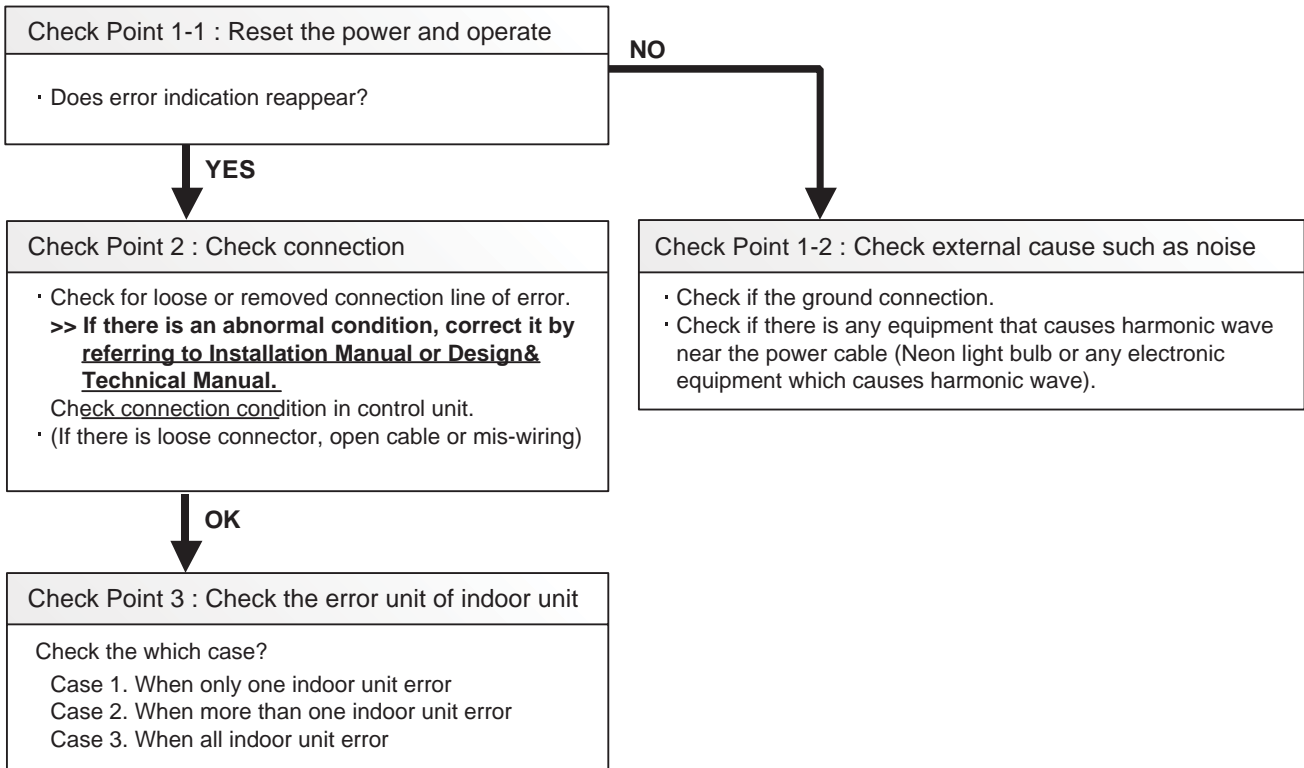 Check Point 1-1 : Reset the power and operate
· Does error indication reappear?
NO
YES
Check Point 2 : Check connection
· Check for loose or removed connection line of error.
>> If there is an abnormal condition, correct it by
referring to Installation Manual or Design&
Technical Manual.
Check connection condition in control unit.
· (If there is loose connector, open cable or mis-wiring)
Check Point 1-2 : Check external cause such as noise
· Check if the ground connection.
· Check if there is any equipment that causes harmonic wave
near the power cable (Neon light bulb or any electronic
equipment which causes harmonic wave).
OK
Check Point 3 : Check the error unit of indoor unit
Check the which case?
Case 1. When only one indoor unit error
Case 2. When more than one indoor unit error
Case 3. When all indoor unit error